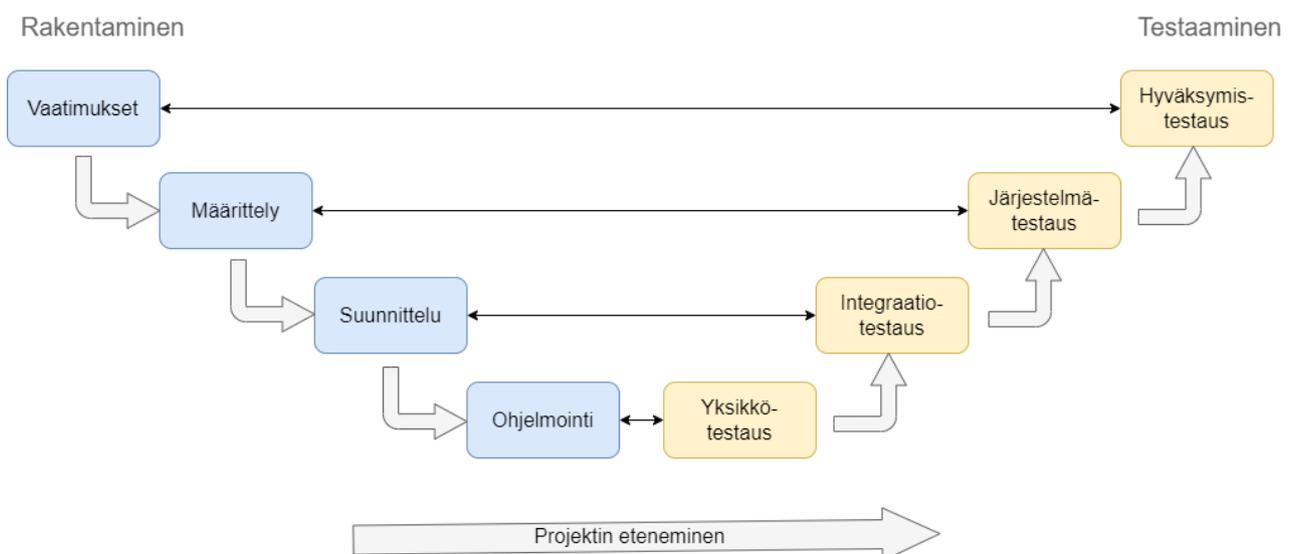 Rakentaminen
Testaaminen
Vaatimukset
Hyväksymis-
testaus
Määrittely
Järjestelmä-
testaus
Suunnittelu
Integraatio-
testaus
Ohjelmointi
Yksikkö-
testaus
Projektin eteneminen